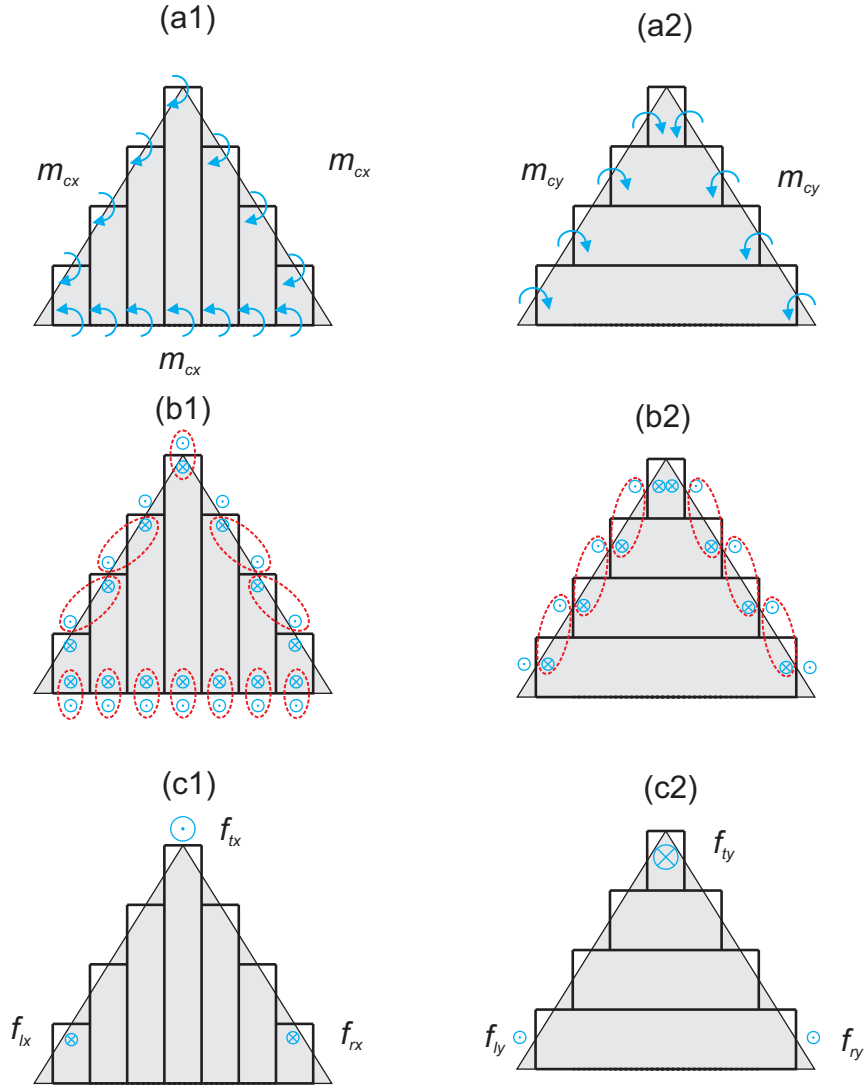 (a1)
(a2)
m_cx
m_cx
m_cy
m_cy
m_cx
(b1)
(b2)
(c1)
(c2)
f_tx
f_ty
f_lx
f_rx
f_ly
f_ry